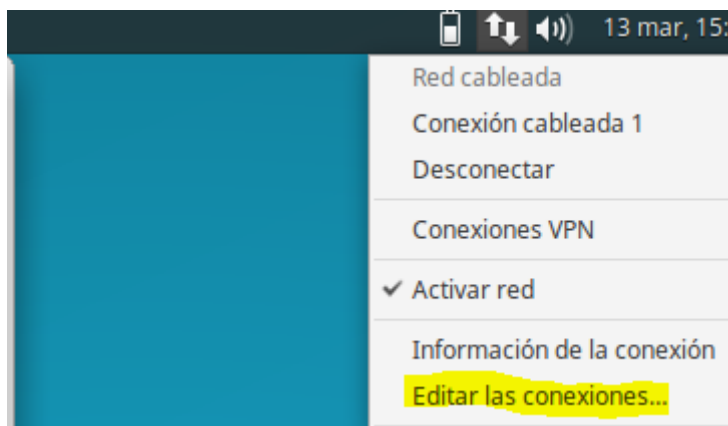 13 mar, 15:
Red cableada
Conexión cableada 1
Desconectar
Conexiones VPN
Activar red
Información de la conexión
Editar las conexiones...